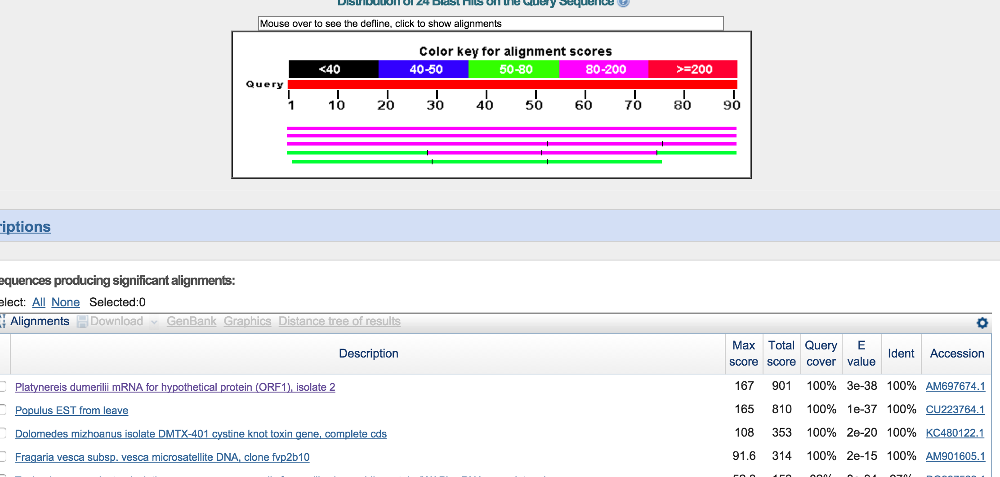 Distribution of 24 Blast Hits on the Query Sequence
Mouse over to see the defline, click to show alignments
Color key for alignment scores
<40 40-50 50-80 80-200 >=200
Query
1 10 20 30 40 50 60 70 80 90
riptions
equences producing significant alignments:
elect: All None Selected:0
Alignments Download GenBank Graphics Distance tree of results
Description Max score Total score Query cover E value Ident Accession
Platynereis dumerilii mRNA for hypothetical protein (ORF1), isolate 2 167 901 100% 3e-38 100% AM697674.1
Populus EST from leave 165 810 100% 1e-37 100% CU223764.1
Dolomedes mizhoanus isolate DMTX-401 cystine knot toxin gene, complete cds 108 353 100% 2e-20 100% KC480122.1
Fragaria vesca subsp. vesca microsatellite DNA, clone fvp2b10 91.6 314 100% 2e-15 100% AM901605.1